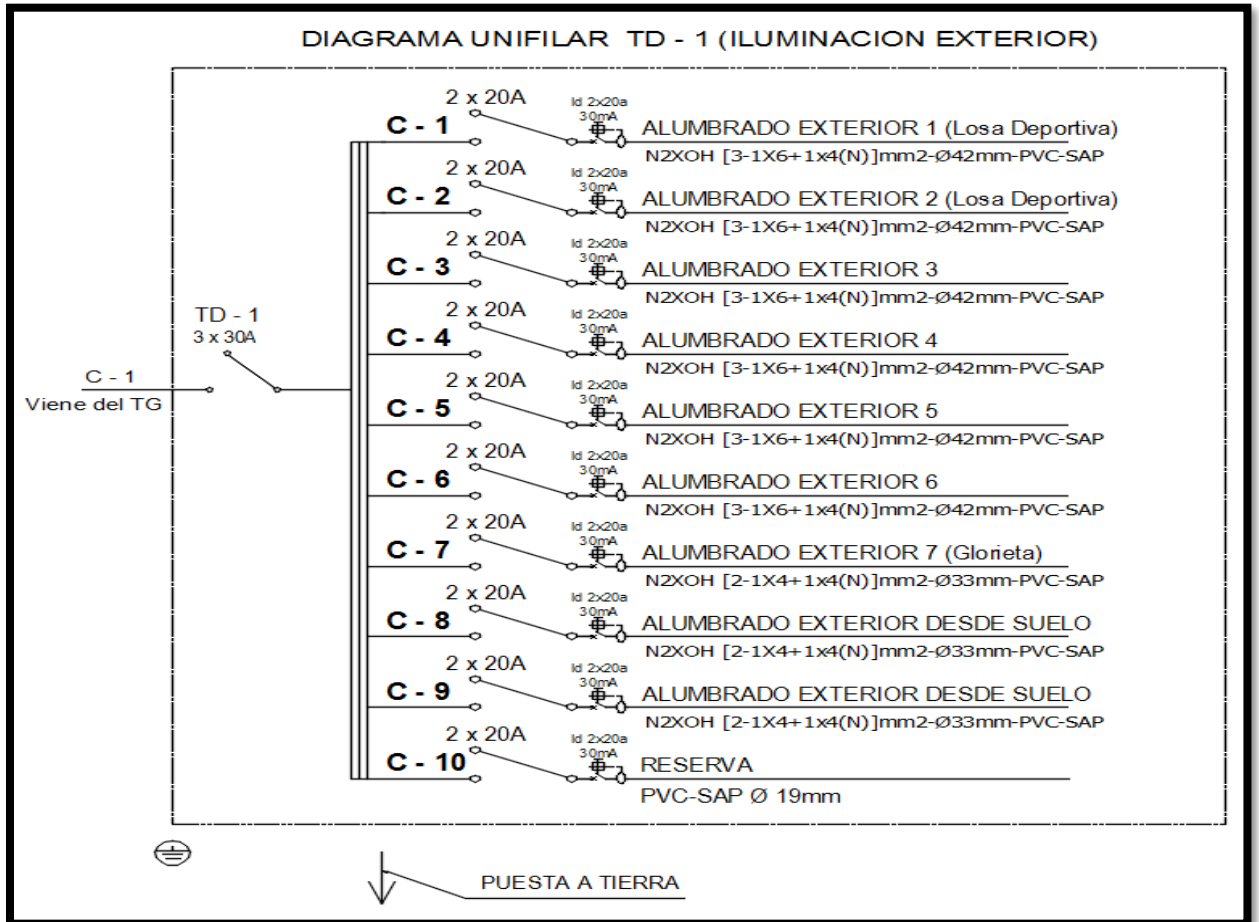 DIAGRAMA UNIFILAR TD - 1 (ILUMINACION EXTERIOR)
C - 1
Viene del TG
TD - 1
3 x 30A
2 x 20A
Id 2x20a
30mA
C - 1
ALUMBRADO EXTERIOR 1 (Losa Deportiva)
N2XOH [3-1X6+1x4(N)]mm2-Ø42mm-PVC-SAP
2 x 20A
Id 2x20a
30mA
C - 2
ALUMBRADO EXTERIOR 2 (Losa Deportiva)
N2XOH [3-1X6+1x4(N)]mm2-Ø42mm-PVC-SAP
2 x 20A
Id 2x20a
30mA
C - 3
ALUMBRADO EXTERIOR 3
N2XOH [3-1X6+1x4(N)]mm2-Ø42mm-PVC-SAP
2 x 20A
Id 2x20a
30mA
C - 4
ALUMBRADO EXTERIOR 4
N2XOH [3-1X6+1x4(N)]mm2-Ø42mm-PVC-SAP
2 x 20A
Id 2x20a
30mA
C - 5
ALUMBRADO EXTERIOR 5
N2XOH [3-1X6+1x4(N)]mm2-Ø42mm-PVC-SAP
2 x 20A
Id 2x20a
30mA
C - 6
ALUMBRADO EXTERIOR 6
N2XOH [3-1X6+1x4(N)]mm2-Ø42mm-PVC-SAP
2 x 20A
Id 2x20a
30mA
C - 7
ALUMBRADO EXTERIOR 7 (Glorieta)
N2XOH [2-1X4+1x4(N)]mm2-Ø33mm-PVC-SAP
2 x 20A
Id 2x20a
30mA
C - 8
ALUMBRADO EXTERIOR DESDE SUELO
N2XOH [2-1X4+1x4(N)]mm2-Ø33mm-PVC-SAP
2 x 20A
Id 2x20a
30mA
C - 9
ALUMBRADO EXTERIOR DESDE SUELO
N2XOH [2-1X4+1x4(N)]mm2-Ø33mm-PVC-SAP
2 x 20A
Id 2x20a
30mA
C - 10
RESERVA
PVC-SAP Ø 19mm
PUESTA A TIERRA